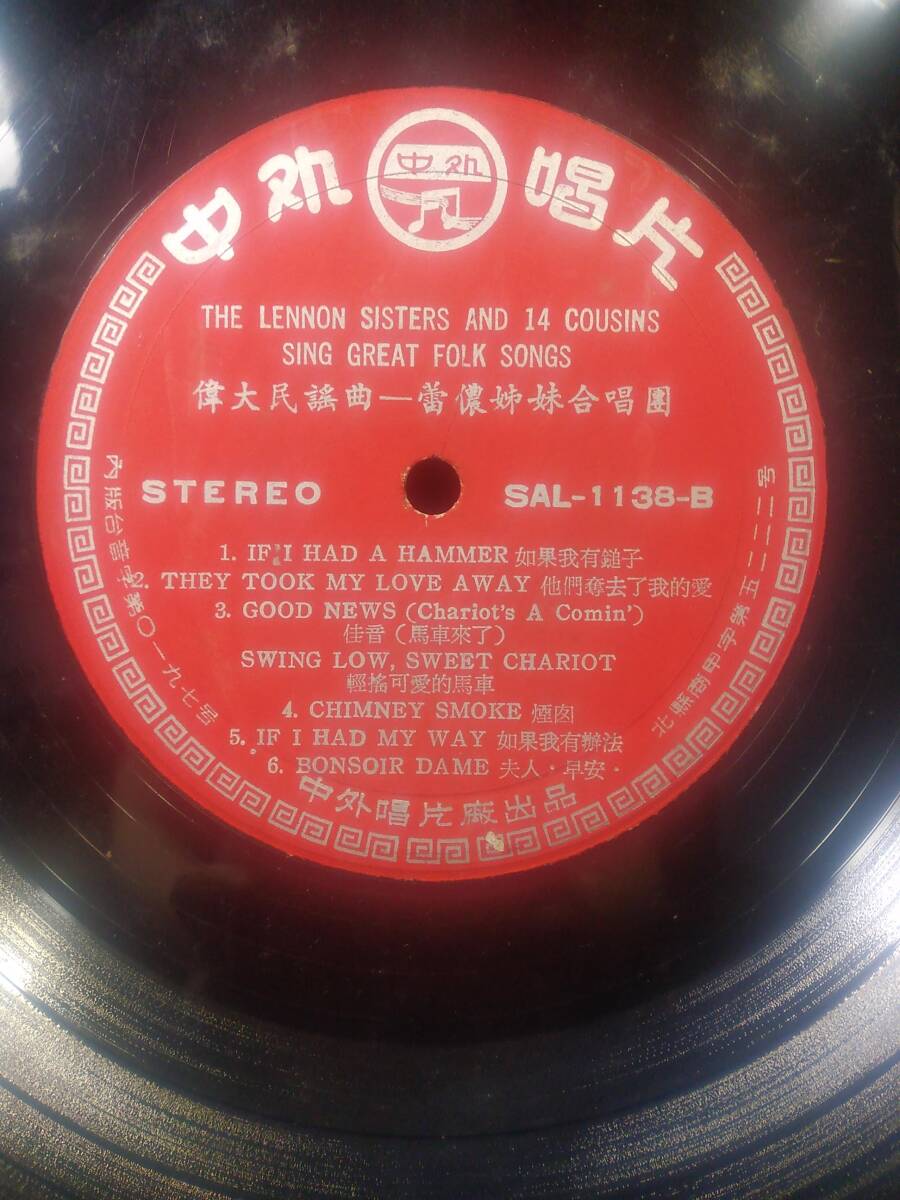 中外唱片
中外
THE LENNON SISTERS AND 14 COUSINS
SING GREAT FOLK SONGS
偉大民謠曲—蕾儂姊妹合唱團
STEREO
SAL-1138-B
1. IF I HAD A HAMMER 如果我有鎚子
2. THEY TOOK MY LOVE AWAY 他們奪去了我的愛
3. GOOD NEWS (Chariot's A Comin')
佳音（馬車來了）
SWING LOW, SWEET CHARIOT
輕搖可愛的馬車
4. CHIMNEY SMOKE 煙囪
5. IF I HAD MY WAY 如果我有辦法
6. BONSOIR DAME 夫人·早安·
內版台音字第〇一九七号
北縣商甲字第五二二二号
中外唱片廠出品